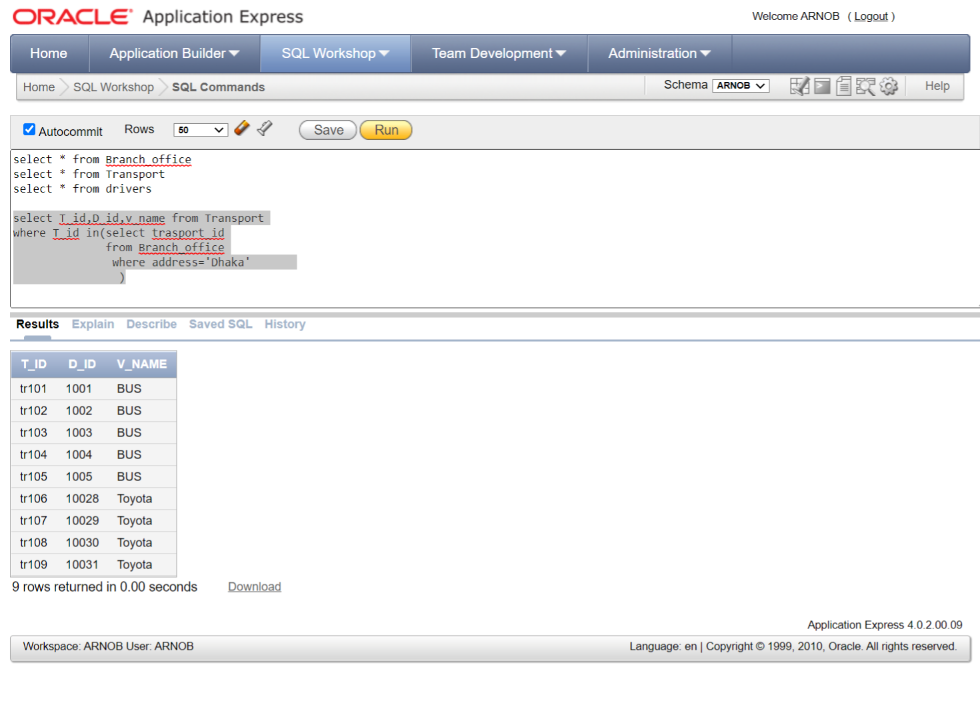 ORACLE® Application Express
Welcome ARNOB ( Logout )
Home Application Builder SQL Workshop Team Development Administration
Home SQL Workshop SQL Commands Schema ARNOB Help
Autocommit Rows 50 Save Run
select * from Branch_office
select * from Transport
select * from drivers
select T_id,D_id,v_name from Transport
where T_id in(select trasport_id
from Branch_office
where address='Dhaka'
)
Results Explain Describe Saved SQL History
T_ID D_ID V_NAME
tr101 1001 BUS
tr102 1002 BUS
tr103 1003 BUS
tr104 1004 BUS
tr105 1005 BUS
tr106 10028 Toyota
tr107 10029 Toyota
tr108 10030 Toyota
tr109 10031 Toyota
9 rows returned in 0.00 seconds Download
Application Express 4.0.2.00.09
Workspace: ARNOB User: ARNOB Language: en | Copyright © 1999, 2010, Oracle. All rights reserved.